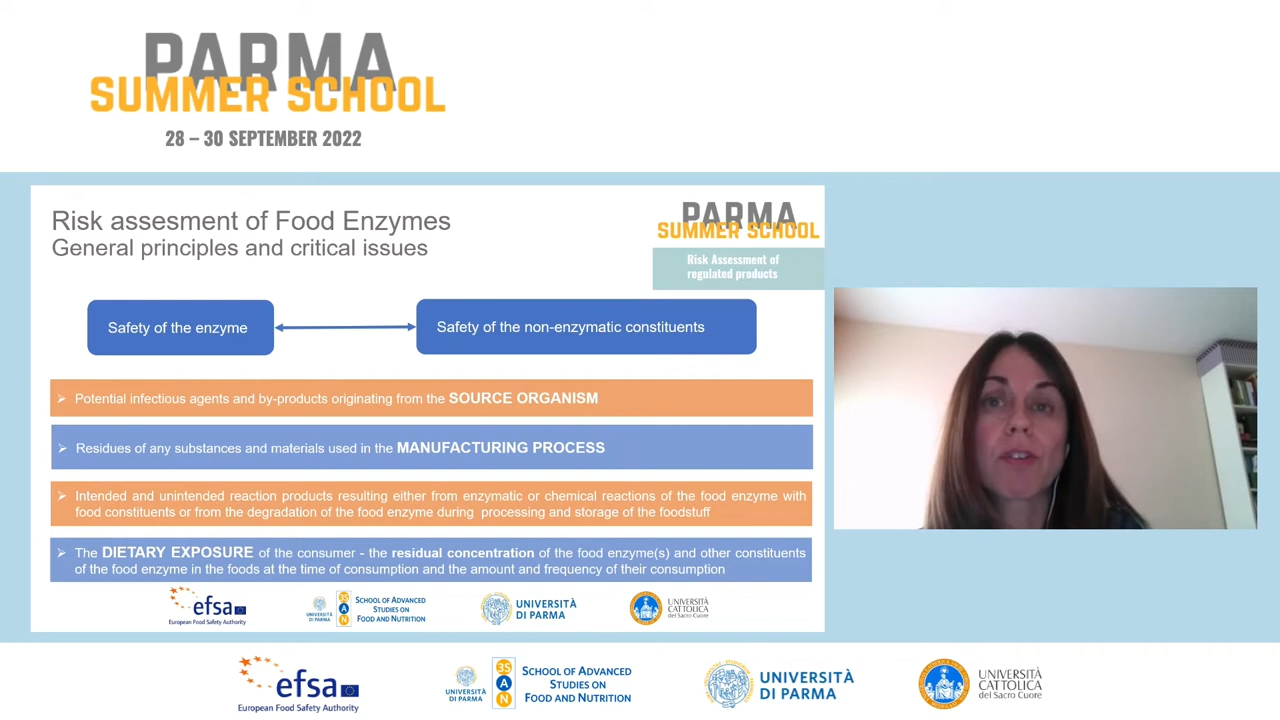 PARMA
SUMMER SCHOOL
28 – 30 SEPTEMBER 2022
Risk assesment of Food Enzymes
General principles and critical issues
PARMA
SUMMER SCHOOL
Risk Assessment of
regulated products
Safety of the enzyme
Safety of the non-enzymatic constituents
Potential infectious agents and by-products originating from the SOURCE ORGANISM
Residues of any substances and materials used in the MANUFACTURING PROCESS
Intended and unintended reaction products resulting either from enzymatic or chemical reactions of the food enzyme with
food constituents or from the degradation of the food enzyme during processing and storage of the foodstuff
The DIETARY EXPOSURE of the consumer - the residual concentration of the food enzyme(s) and other constituents
of the food enzyme in the foods at the time of consumption and the amount and frequency of their consumption
efsa
European Food Safety Authority
UNIVERSITÀ
DI PARMA
3S
A
N
SCHOOL OF ADVANCED
STUDIES ON
FOOD AND NUTRITION
UNIVERSITÀ
DI PARMA
UNIVERSITÀ
CATTOLICA
del Sacro Cuore
efsa
European Food Safety Authority
UNIVERSITÀ
DI PARMA
3S
A
N
SCHOOL OF ADVANCED
STUDIES ON
FOOD AND NUTRITION
UNIVERSITÀ
DI PARMA
UNIVERSITÀ
CATTOLICA
del Sacro Cuore